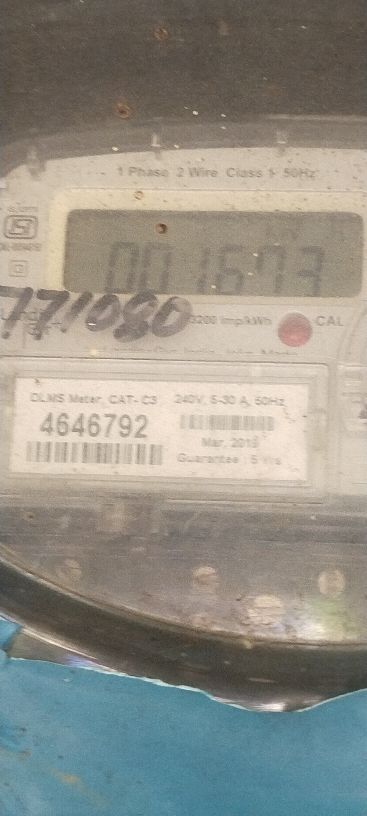 1 Phase 2 Wire Class 1 50Hz
001673
771080
3200 imp/kWh CAL
DLMS Meter, CAT- C3 240V, 5-30 A, 50Hz
4646792
Mar, 2019
Guarantee : 5 Yrs